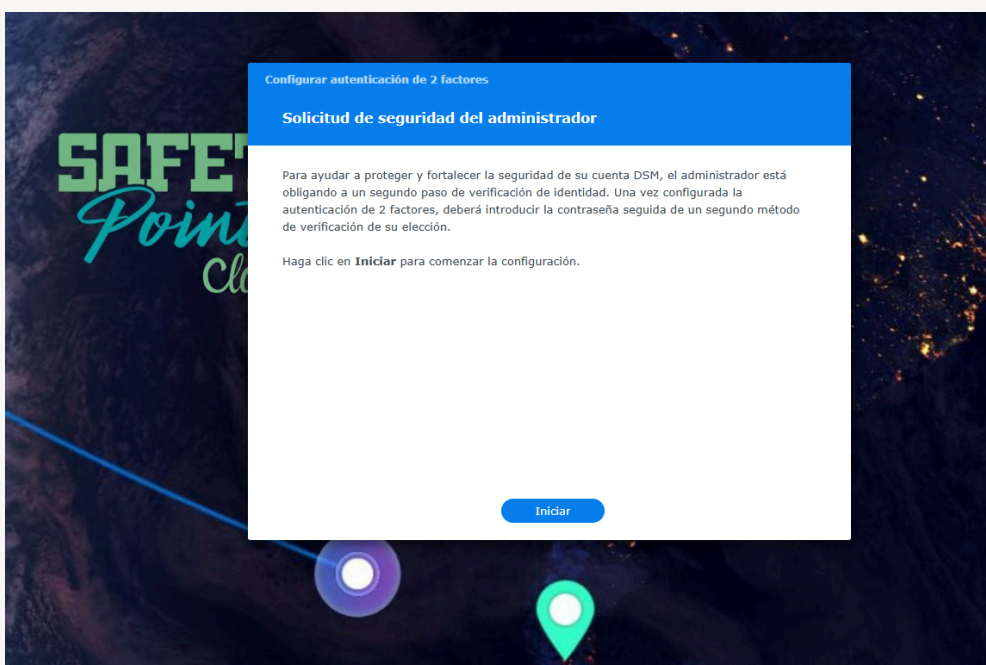 Configurar autenticación de 2 factores
Solicitud de seguridad del administrador
SAFET
Point
Clo
Para ayudar a proteger y fortalecer la seguridad de su cuenta DSM, el administrador está
obligando a un segundo paso de verificación de identidad. Una vez configurada la
autenticación de 2 factores, deberá introducir la contraseña seguida de un segundo método
de verificación de su elección.
Haga clic en Iniciar para comenzar la configuración.
Iniciar